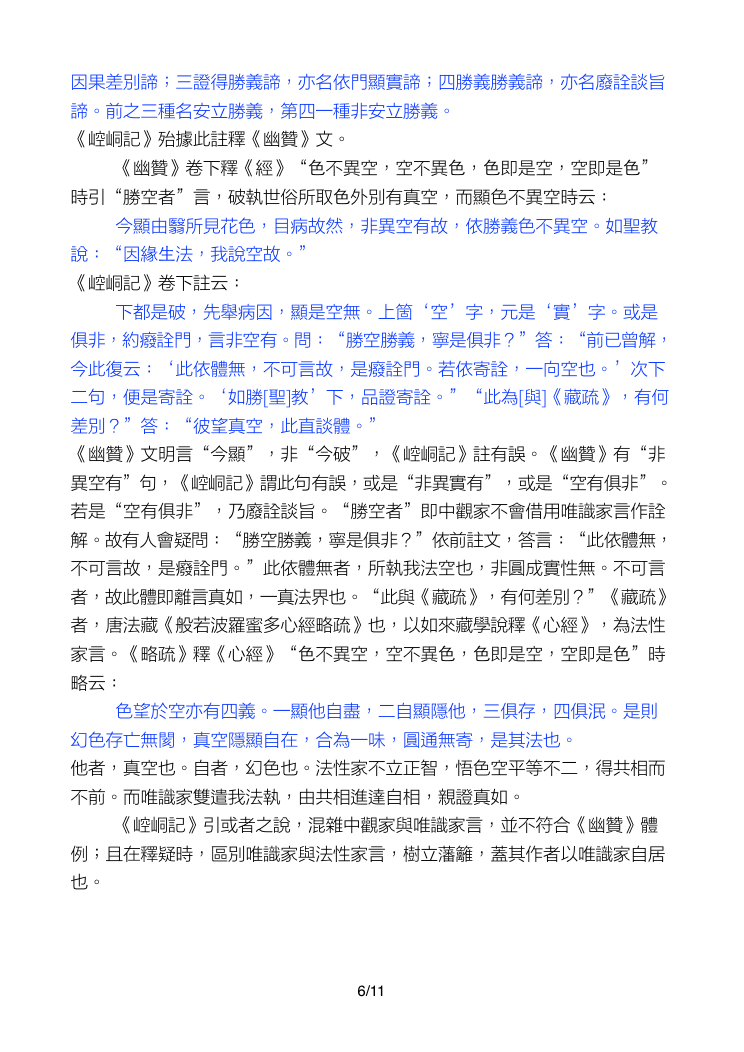 因果差別諦；三證得勝義諦，亦名依門顯實諦；四勝義勝義諦，亦名廢詮談旨
諦。前之三種名安立勝義，第四一種非安立勝義。
《崆峒記》殆據此註釋《幽贊》文。
《幽贊》卷下釋《經》“色不異空，空不異色，色即是空，空即是色”
時引“勝空者”言，破執世俗所取色外別有真空，而顯色不異空時云：
今顯由翳所見花色，目病故然，非異空有故，依勝義色不異空。如聖教
說：“因緣生法，我說空故。”
《崆峒記》卷下註云：
下都是破，先舉病因，顯是空無。上箇‘空’字，元是‘實’字。或是
俱非，約癈詮門，言非空有。問：“勝空勝義，寧是俱非？”答：“前已曾解，
今此復云：‘此依體無，不可言故，是癈詮門。若依寄詮，一向空也。’次下
二句，便是寄詮。‘如勝[聖]教’下，品證寄詮。”“此為[與]《藏疏》，有何
差別？”答：“彼望真空，此直談體。”
《幽贊》文明言“今顯”，非“今破”，《崆峒記》註有誤。《幽贊》有“非
異空有”句，《崆峒記》謂此句有誤，或是“非異實有”，或是“空有俱非”。
若是“空有俱非”，乃廢詮談旨。“勝空者”即中觀家不會借用唯識家言作詮
解。故有人會疑問：“勝空勝義，寧是俱非？”依前註文，答言：“此依體無，
不可言故，是癈詮門。”此依體無者，所執我法空也，非圓成實性無。不可言
者，故此體即離言真如，一真法界也。“此與《藏疏》，有何差別？”《藏疏》
者，唐法藏《般若波羅蜜多心經略疏》也，以如來藏學說釋《心經》，為法性
家言。《略疏》釋《心經》“色不異空，空不異色，色即是空，空即是色”時
略云：
色望於空亦有四義。一顯他自盡，二自顯隱他，三俱存，四俱泯。是則
幻色存亡無閡，真空隱顯自在，合為一味，圓通無寄，是其法也。
他者，真空也。自者，幻色也。法性家不立正智，悟色空平等不二，得共相而
不前。而唯識家雙遣我法執，由共相進達自相，親證真如。
《崆峒記》引或者之說，混雜中觀家與唯識家言，並不符合《幽贊》體
例；且在釋疑時，區別唯識家與法性家言，樹立藩籬，蓋其作者以唯識家自居
也。
6/11